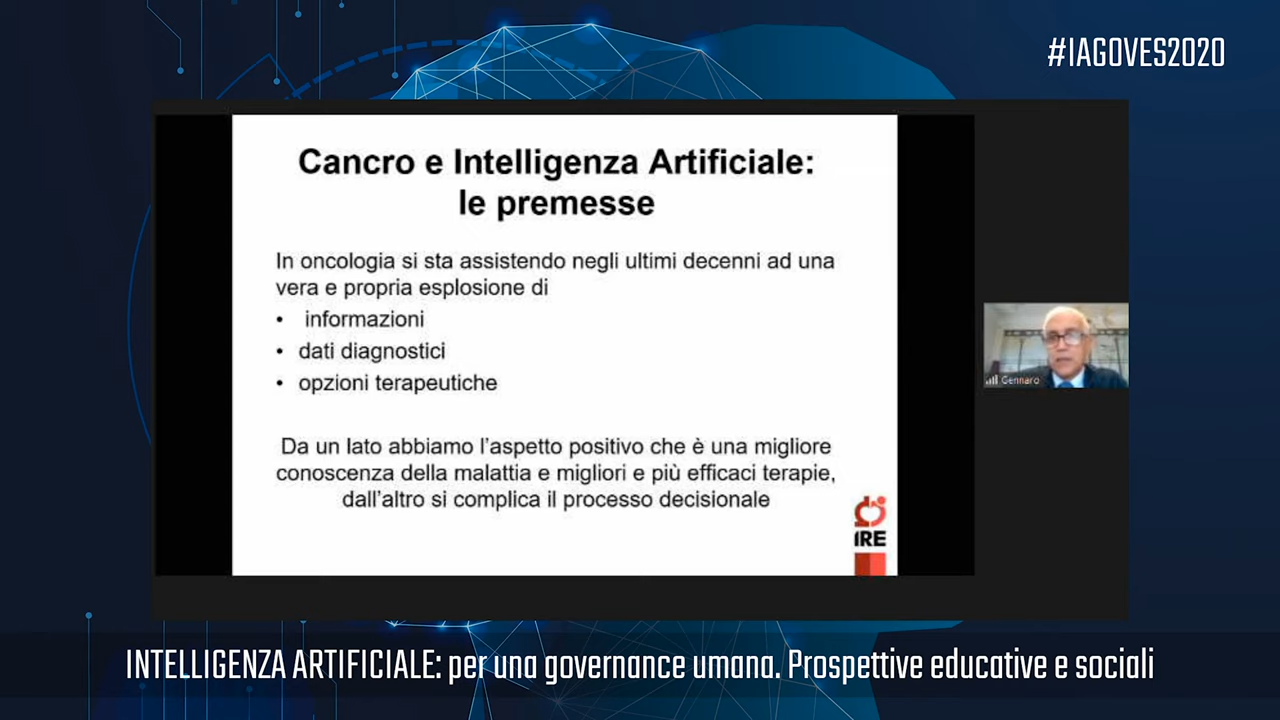 #IAGOVES2020
Cancro e Intelligenza Artificiale:
le premesse
In oncologia si sta assistendo negli ultimi decenni ad una
vera e propria esplosione di
• informazioni
• dati diagnostici
• opzioni terapeutiche
Da un lato abbiamo l'aspetto positivo che è una migliore
conoscenza della malattia e migliori e più efficaci terapie,
dall'altro si complica il processo decisionale
IRE
Gennaro
INTELLIGENZA ARTIFICIALE: per una governance umana. Prospettive educative e sociali